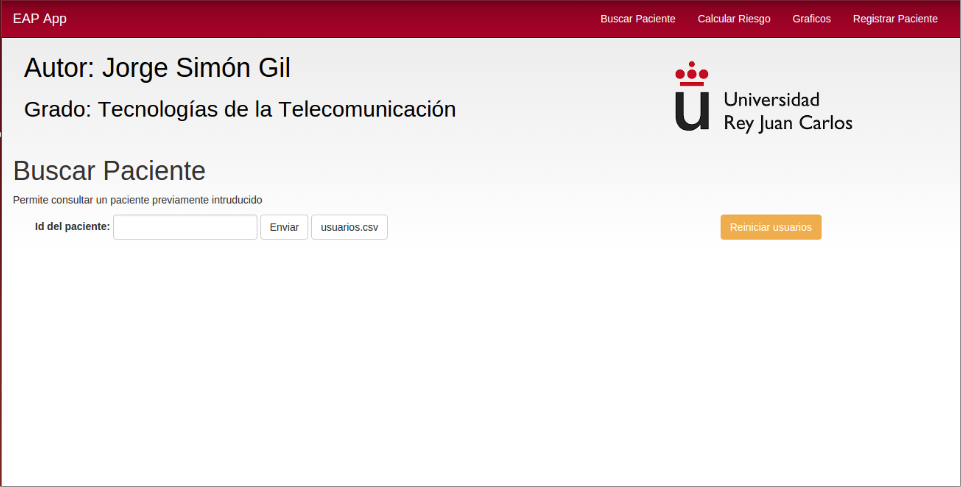 EAP App
Buscar Paciente
Calcular Riesgo
Graficos
Registrar Paciente
Autor: Jorge Simón Gil
Grado: Tecnologías de la Telecomunicación
u
Universidad
Rey Juan Carlos
Buscar Paciente
Permite consultar un paciente previamente intruducido
Id del paciente:
Enviar
usuarios.csv
Reiniciar usuarios